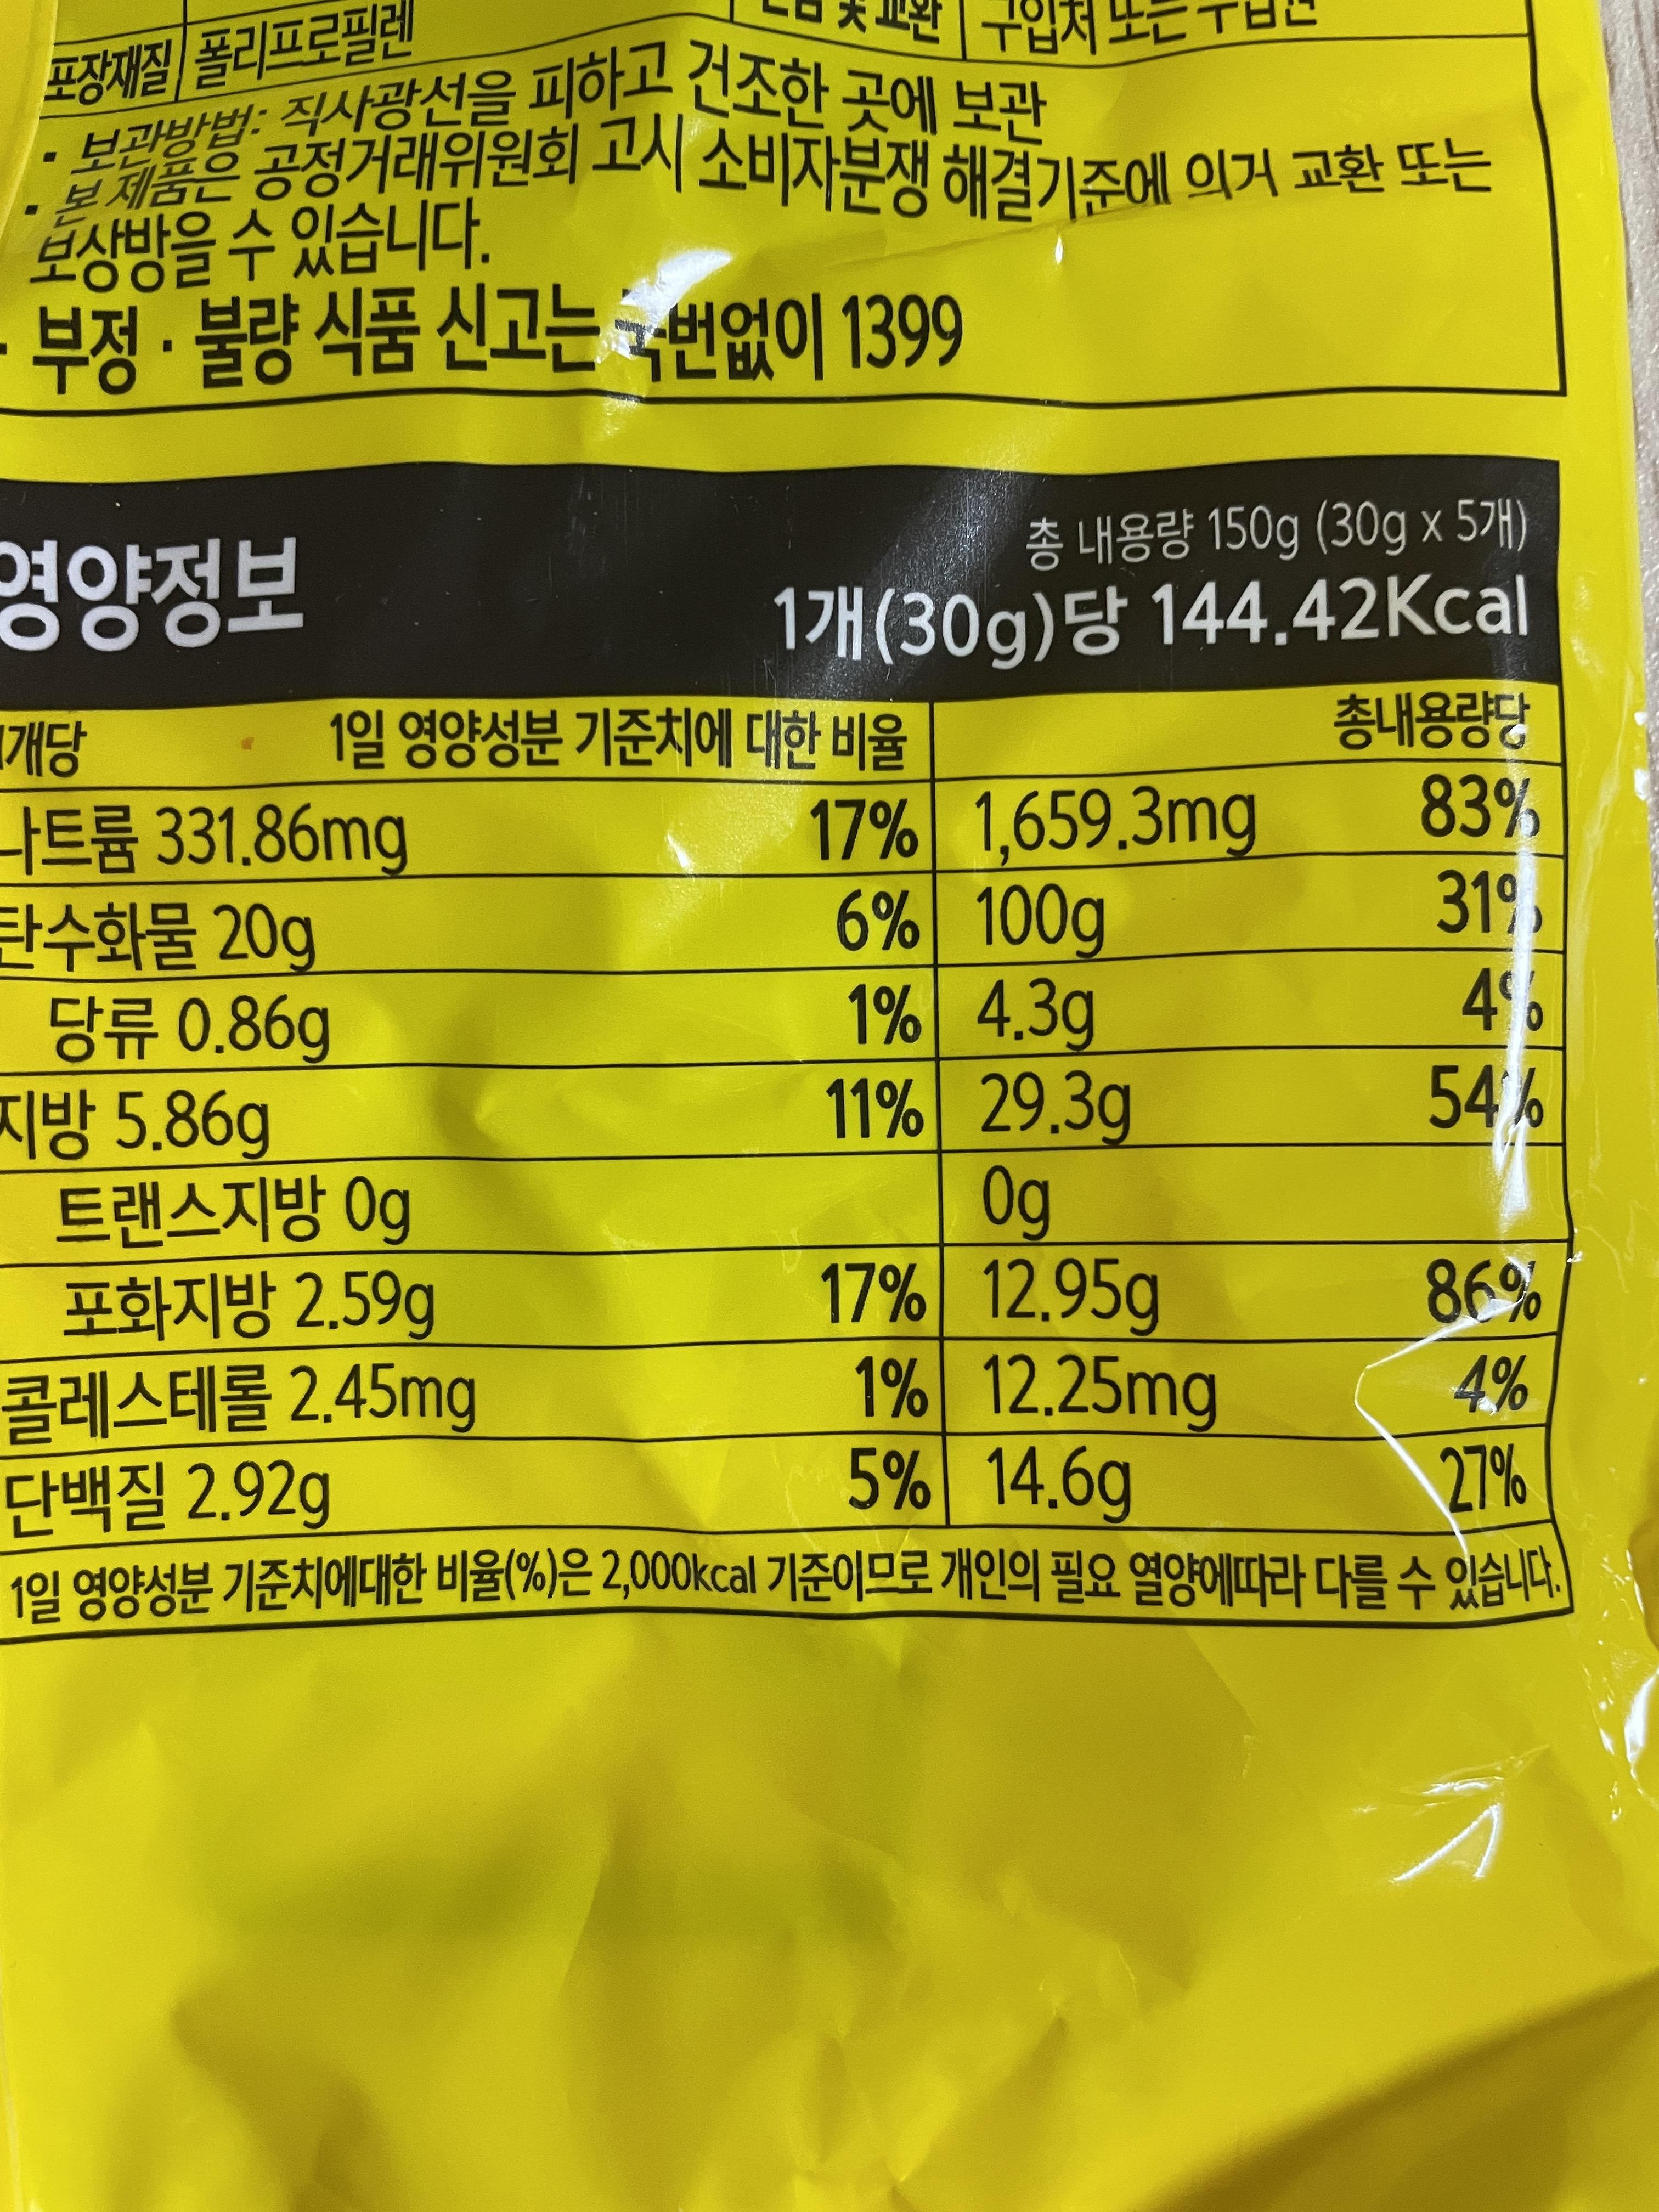 포장재질 폴리프로필렌 구입처 또는
· 보관방법: 직사광선을 피하고 건조한 곳에 보관
· 본 제품은 공정거래위원회 고시 소비자분쟁 해결기준에 의거 교환 또는
보상받을 수 있습니다.
· 부정 · 불량 식품 신고는 국번없이 1399
총 내용량 150g (30g x 5개)
영양정보 1개(30g)당 144.42Kcal
1개당 1일 영양성분 기준치에 대한 비율 총내용량당
나트륨 331.86mg 17% 1,659.3mg 83%
탄수화물 20g 6% 100g 31%
당류 0.86g 1% 4.3g 4%
지방 5.86g 11% 29.3g 54%
트랜스지방 0g 0g
포화지방 2.59g 17% 12.95g 86%
콜레스테롤 2.45mg 1% 12.25mg 4%
단백질 2.92g 5% 14.6g 27%
1일 영양성분 기준치에대한 비율(%)은 2,000kcal 기준이므로 개인의 필요 열양에따라 다를 수 있습니다.